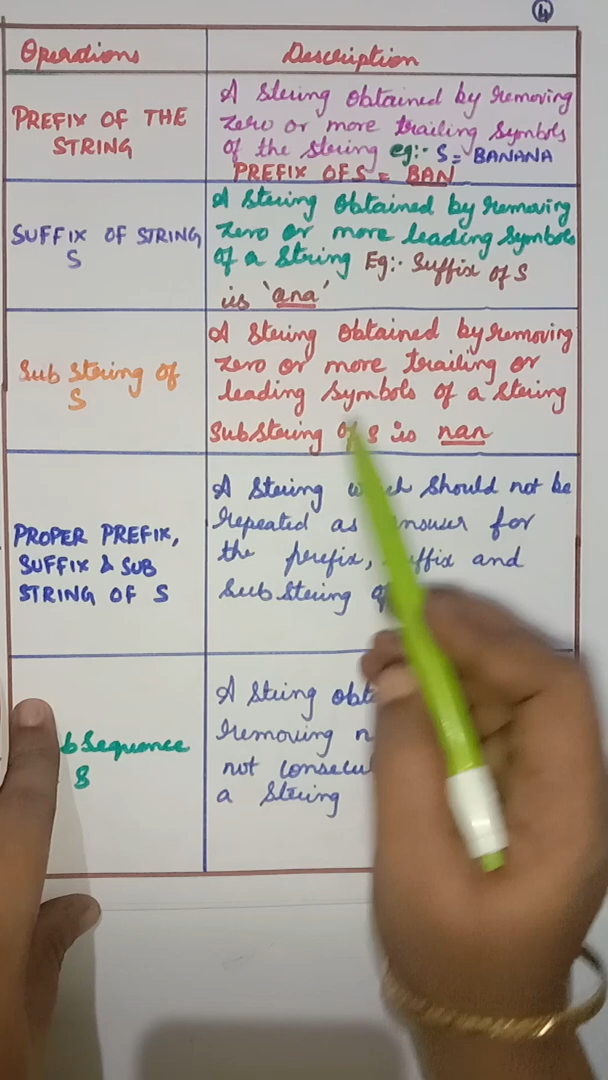 4
Operations
Description
PREFIX OF THE
STRING
A String obtained by removing
zero or more trailing Symbols
of the string eg:- S = BANANA
PREFIX OF S = BAN
SUFFIX OF STRING
S
A String obtained by removing
zero or more leading Symbols
of a String Eg:- Suffix of S
is 'ana'
Sub String of
S
A String obtained by removing
zero or more trailing or
leading Symbols of a String
SubString of S is nan
PROPER PREFIX,
SUFFIX & SUB
STRING OF S
A String which Should not be
repeated as for
the prefix, Suffix and
Sub String
bSequence
S
A String
removing
not
a String